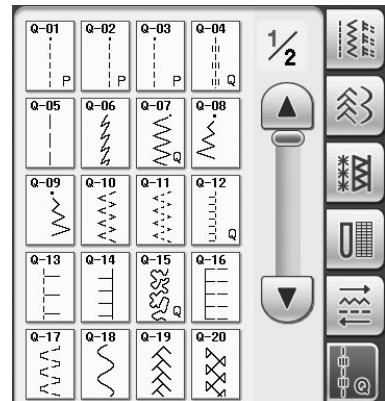 Q-01 Q-02 Q-03 Q-04 1/2
P P P Q
Q-05 Q-06 Q-07 Q-08
Q
Q-09 Q-10 Q-11 Q-12
Q
Q-13 Q-14 Q-15 Q-16
Q
Q-17 Q-18 Q-19 Q-20
Q